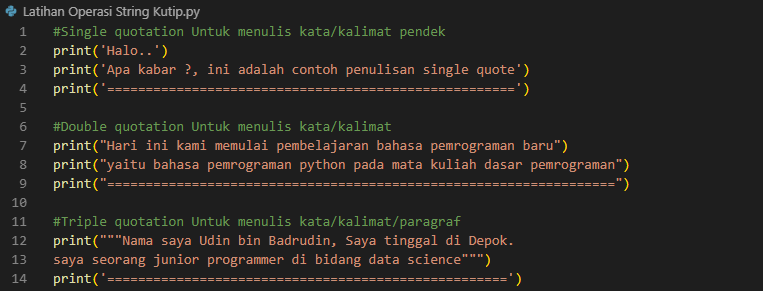 Latihan Operasi String Kutip.py
1 #Single quotation Untuk menulis kata/kalimat pendek
2 print('Halo..')
3 print('Apa kabar ?, ini adalah contoh penulisan single quote')
4 print('=====================================================')
5
6 #Double quotation Untuk menulis kata/kalimat
7 print("Hari ini kami memulai pembelajaran bahasa pemrograman baru")
8 print("yaitu bahasa pemrograman python pada mata kuliah dasar pemrograman")
9 print("==================================================================")
10
11 #Triple quotation Untuk menulis kata/kalimat/paragraf
12 print("""Nama saya Udin bin Badrudin, Saya tinggal di Depok.
13 saya seorang junior programmer di bidang data science""")
14 print('====================================================')